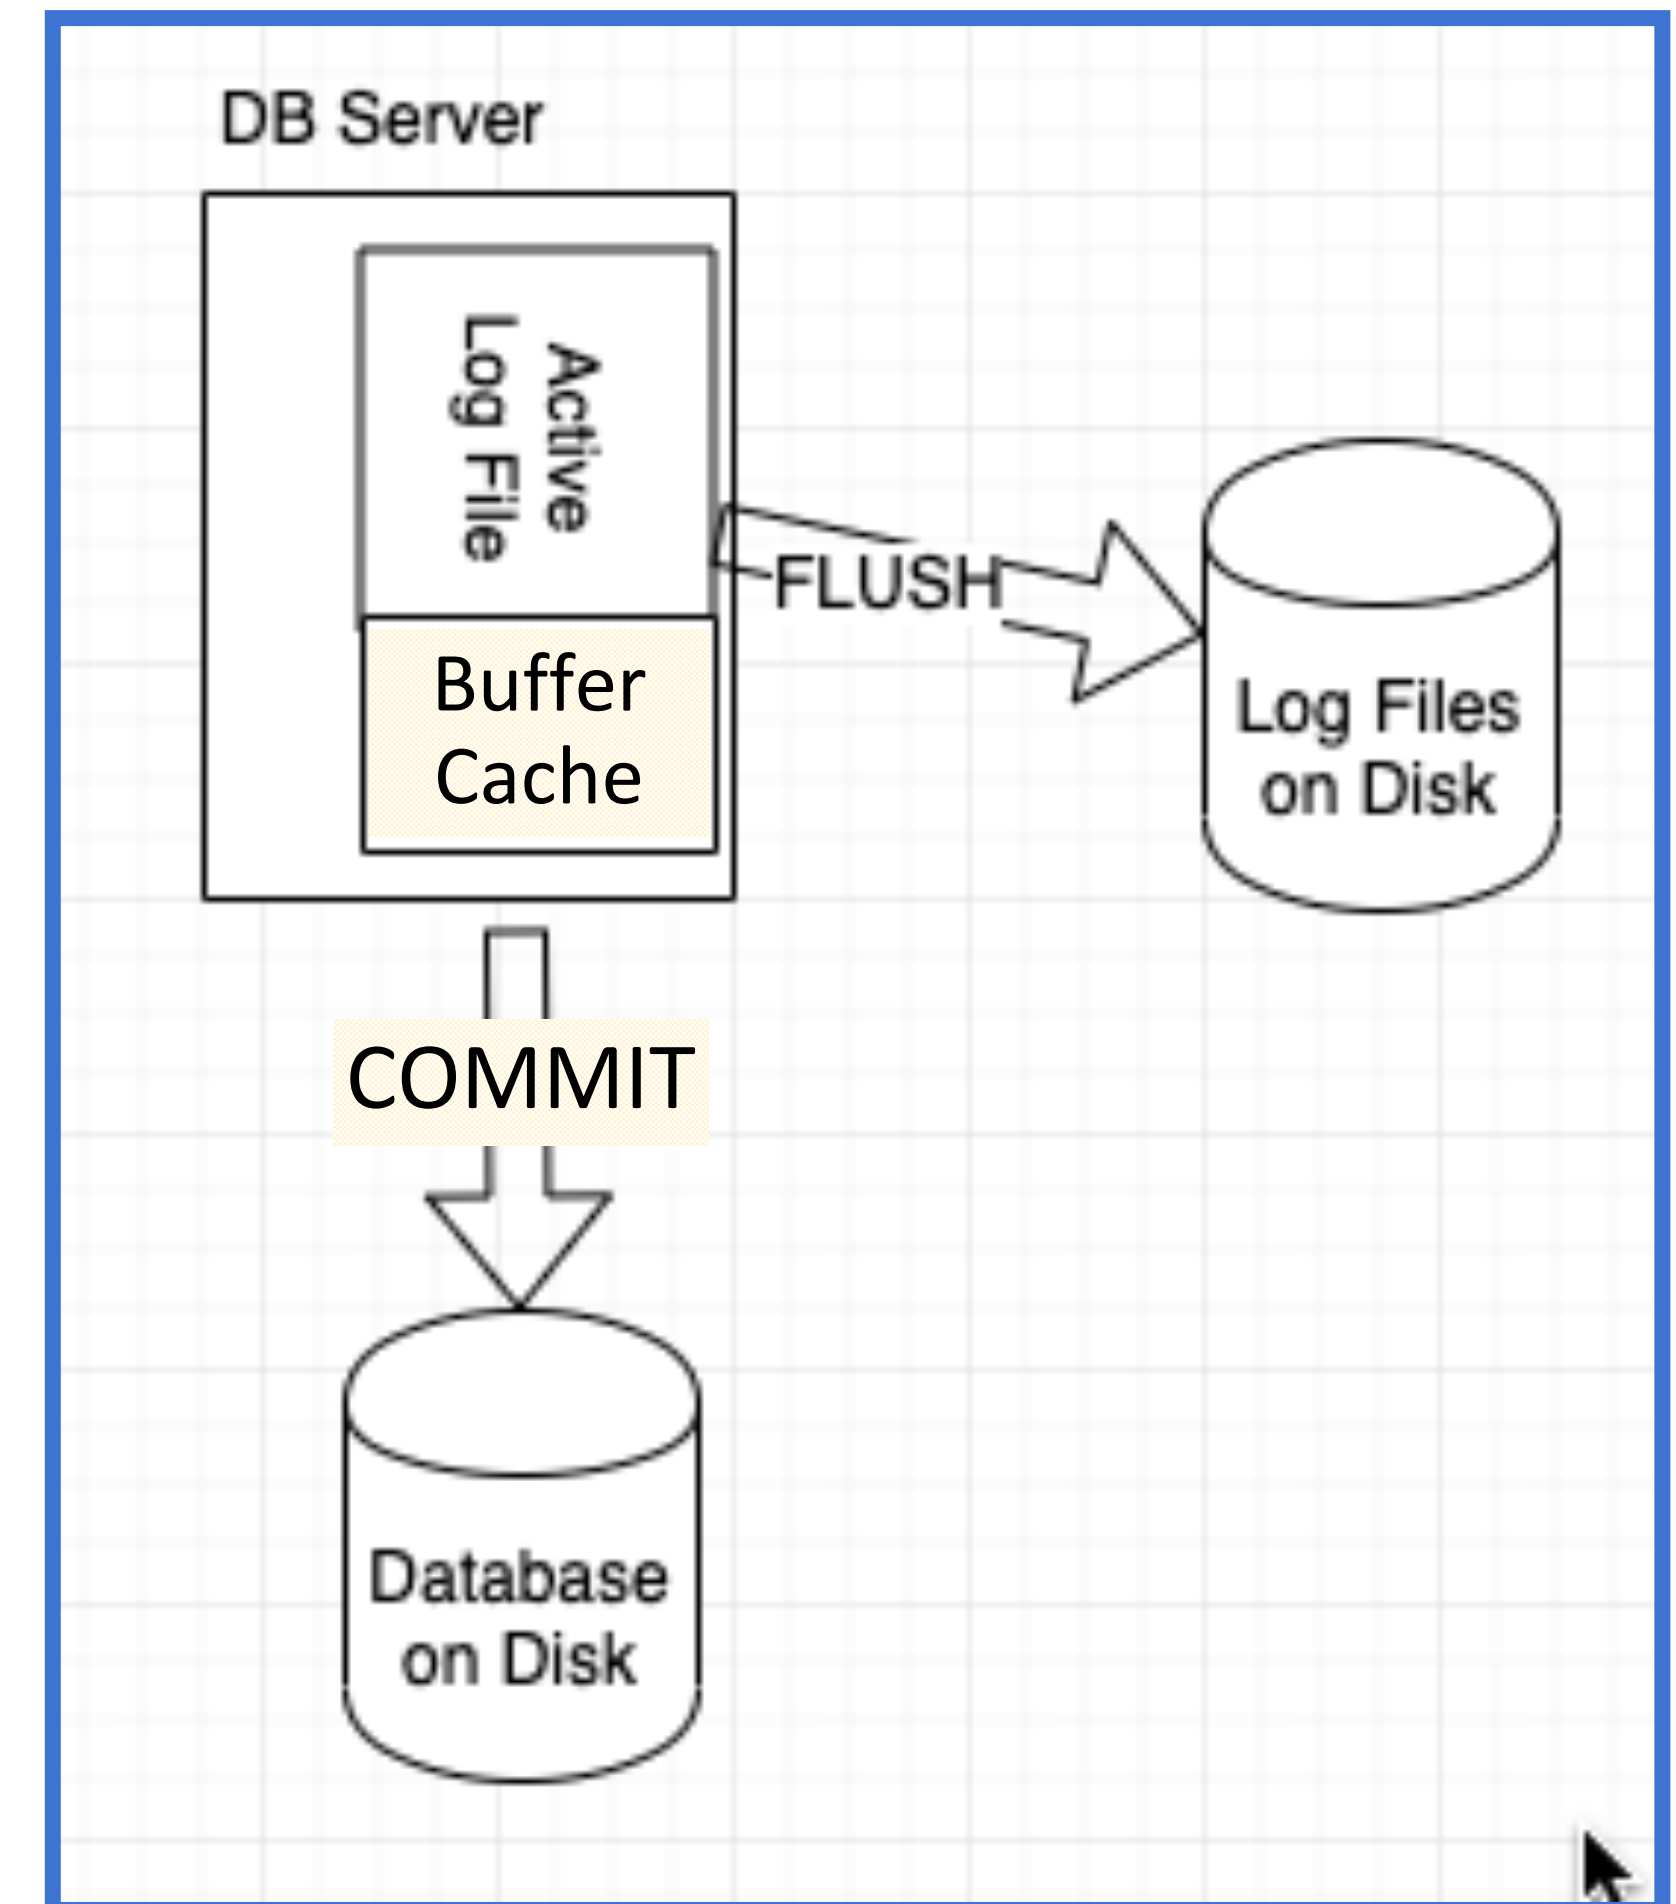 DB Server
Active
Log File
Buffer
Cache
FLUSH
Log Files
on Disk
COMMIT
Database
on Disk